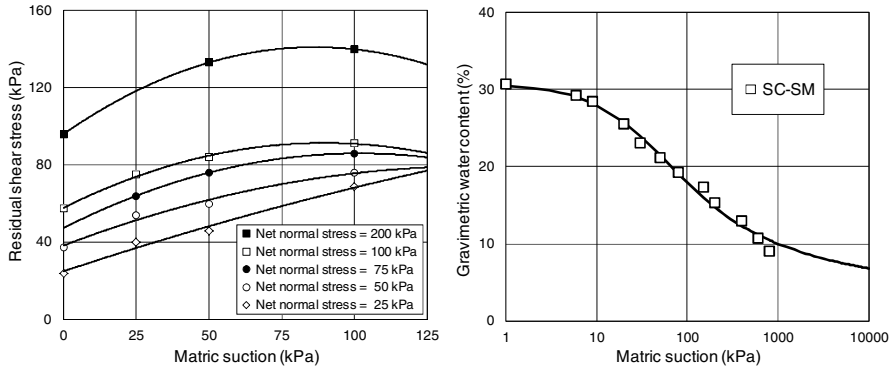 160
120
80
40
0
Residual shear stress (kPa)
0
25
50
75
100
125
Matric suction (kPa)
Net normal stress = 200 kPa
Net normal stress = 100 kPa
Net normal stress = 75 kPa
Net normal stress = 50 kPa
Net normal stress = 25 kPa
40
30
20
10
0
Gravimetric water content (%)
1
10
100
1000
10000
Matric suction (kPa)
SC-SM